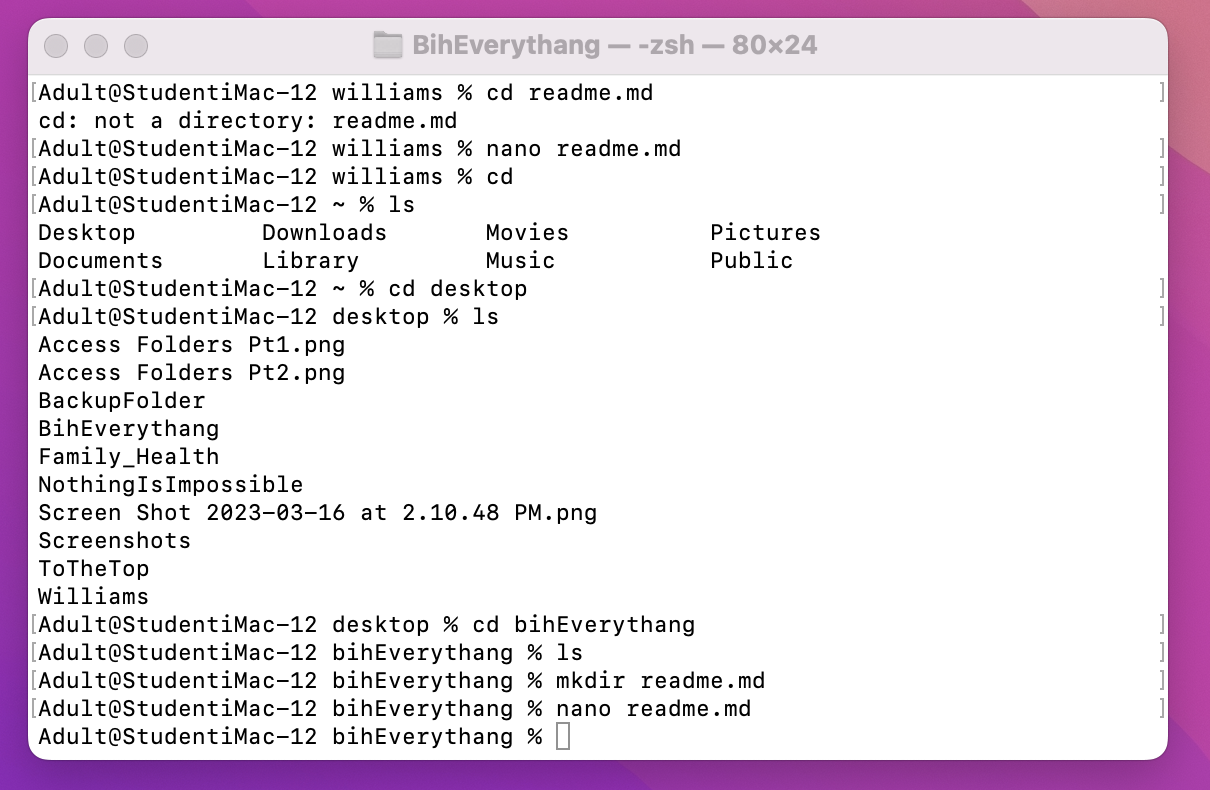 BihEverythang — -zsh — 80×24
[Adult@StudentiMac-12 williams % cd readme.md ]
cd: not a directory: readme.md
[Adult@StudentiMac-12 williams % nano readme.md ]
[Adult@StudentiMac-12 williams % cd ]
[Adult@StudentiMac-12 ~ % ls ]
Desktop Downloads Movies Pictures
Documents Library Music Public
[Adult@StudentiMac-12 ~ % cd desktop ]
[Adult@StudentiMac-12 desktop % ls ]
Access Folders Pt1.png
Access Folders Pt2.png
BackupFolder
BihEverythang
Family_Health
NothingIsImpossible
Screen Shot 2023-03-16 at 2.10.48 PM.png
Screenshots
ToTheTop
Williams
[Adult@StudentiMac-12 desktop % cd bihEverythang ]
[Adult@StudentiMac-12 bihEverythang % ls ]
[Adult@StudentiMac-12 bihEverythang % mkdir readme.md ]
[Adult@StudentiMac-12 bihEverythang % nano readme.md ]
Adult@StudentiMac-12 bihEverythang %